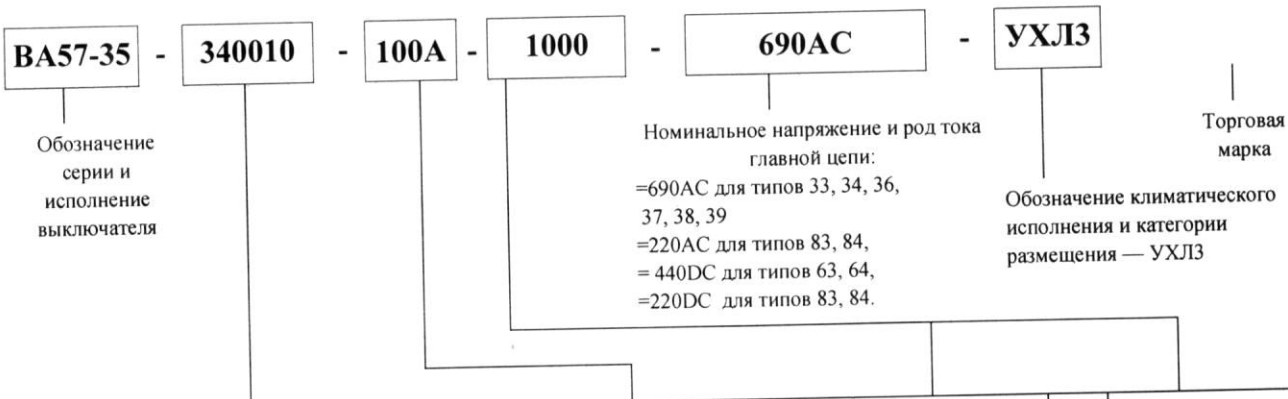 ВА57-35 - 340010 - 100А - 1000 - 690АС - УХЛ3
Обозначение
серии и
исполнение
выключателя
Номинальное напряжение и род тока
главной цепи:
=690АС для типов 33, 34, 36,
37, 38, 39
=220АС для типов 83, 84,
= 440DC для типов 63, 64,
=220DC для типов 83, 84.
Обозначение климатического
исполнения и категории
размещения — УХЛ3
Торговая
марка